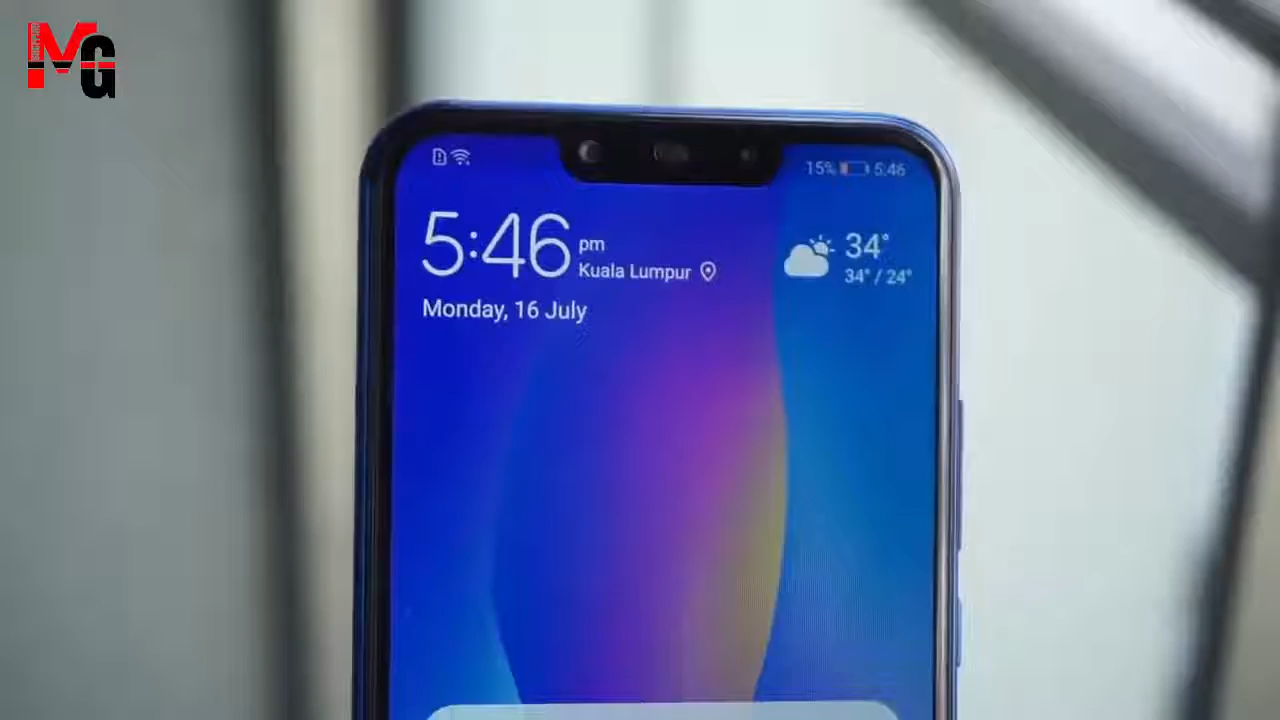 MG
15% 5:46
5:46 pm
Kuala Lumpur
Monday, 16 July
34°
34° / 24°